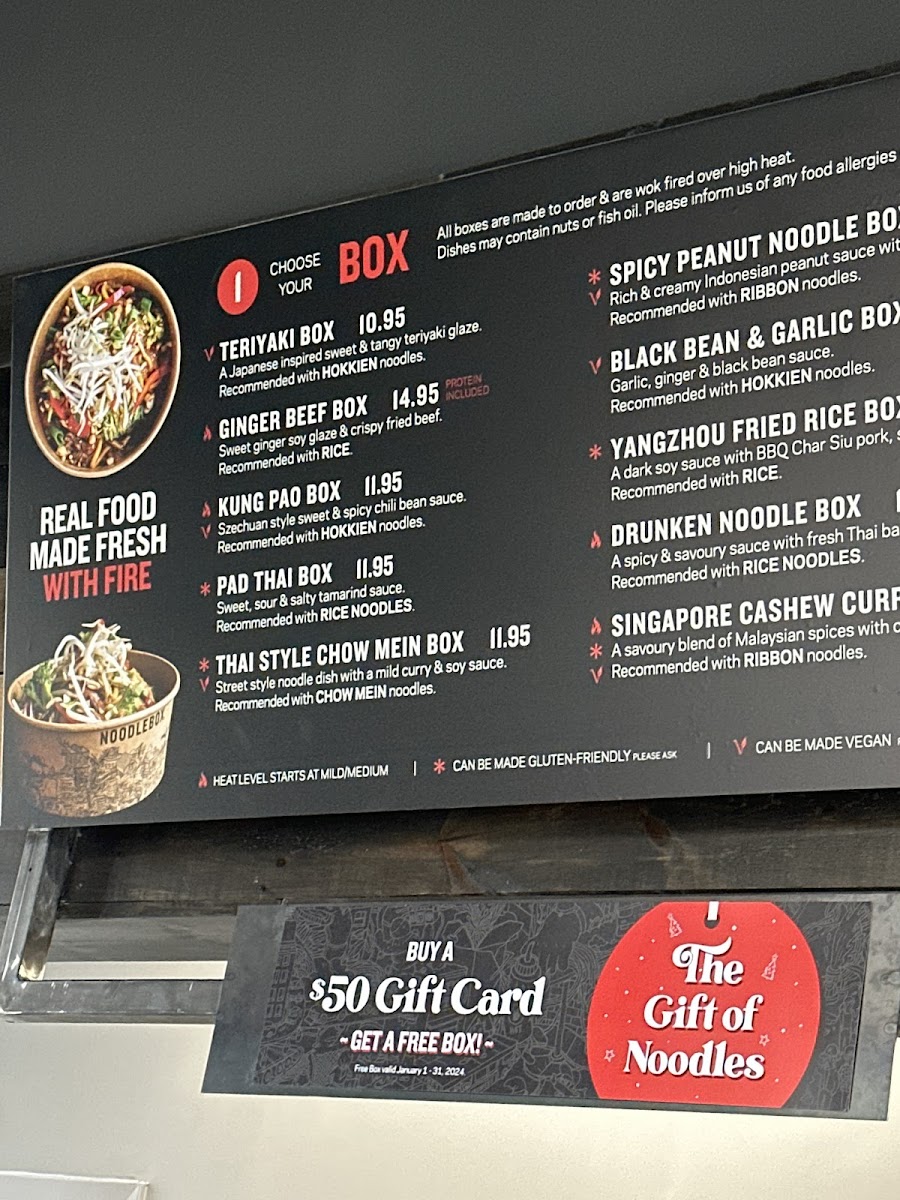 1
CHOOSE
YOUR
BOX
All boxes are made to order & are wok fired over high heat.
Dishes may contain nuts or fish oil. Please inform us of any food allergies
TERIYAKI BOX 10.95
A Japanese inspired sweet & tangy teriyaki glaze.
Recommended with HOKKIEN noodles.
GINGER BEEF BOX 14.95 PROTEIN
INCLUDED
Sweet ginger soy glaze & crispy fried beef.
Recommended with RICE.
KUNG PAO BOX 11.95
Szechuan style sweet & spicy chili bean sauce.
Recommended with HOKKIEN noodles.
PAD THAI BOX 11.95
Sweet, sour & salty tamarind sauce.
Recommended with RICE NOODLES.
THAI STYLE CHOW MEIN BOX 11.95
Street style noodle dish with a mild curry & soy sauce.
Recommended with CHOW MEIN noodles.
SPICY PEANUT NOODLE BOX
Rich & creamy Indonesian peanut sauce
Recommended with RIBBON noodles.
BLACK BEAN & GARLIC BOX
Garlic, ginger & black bean sauce.
Recommended with HOKKIEN noodles.
YANGZHOU FRIED RICE BOX
A dark soy sauce with BBQ Char Siu pork,
Recommended with RICE.
DRUNKEN NOODLE BOX
A spicy & savoury sauce with fresh Thai
Recommended with RICE NOODLES.
SINGAPORE CASHEW
A savoury blend of Malaysian spices with
Recommended with RIBBON noodles.
REAL FOOD
MADE FRESH
WITH FIRE
NOODLEBOX
HEAT LEVEL STARTS AT MILD/MEDIUM | * CAN BE MADE GLUTEN-FRIENDLY PLEASE ASK | CAN BE MADE VEGAN
BUY A
$50 Gift Card
~ GET A FREE BOX! ~
Free Box valid January 1 - 31, 2024.
The
Gift of
Noodles